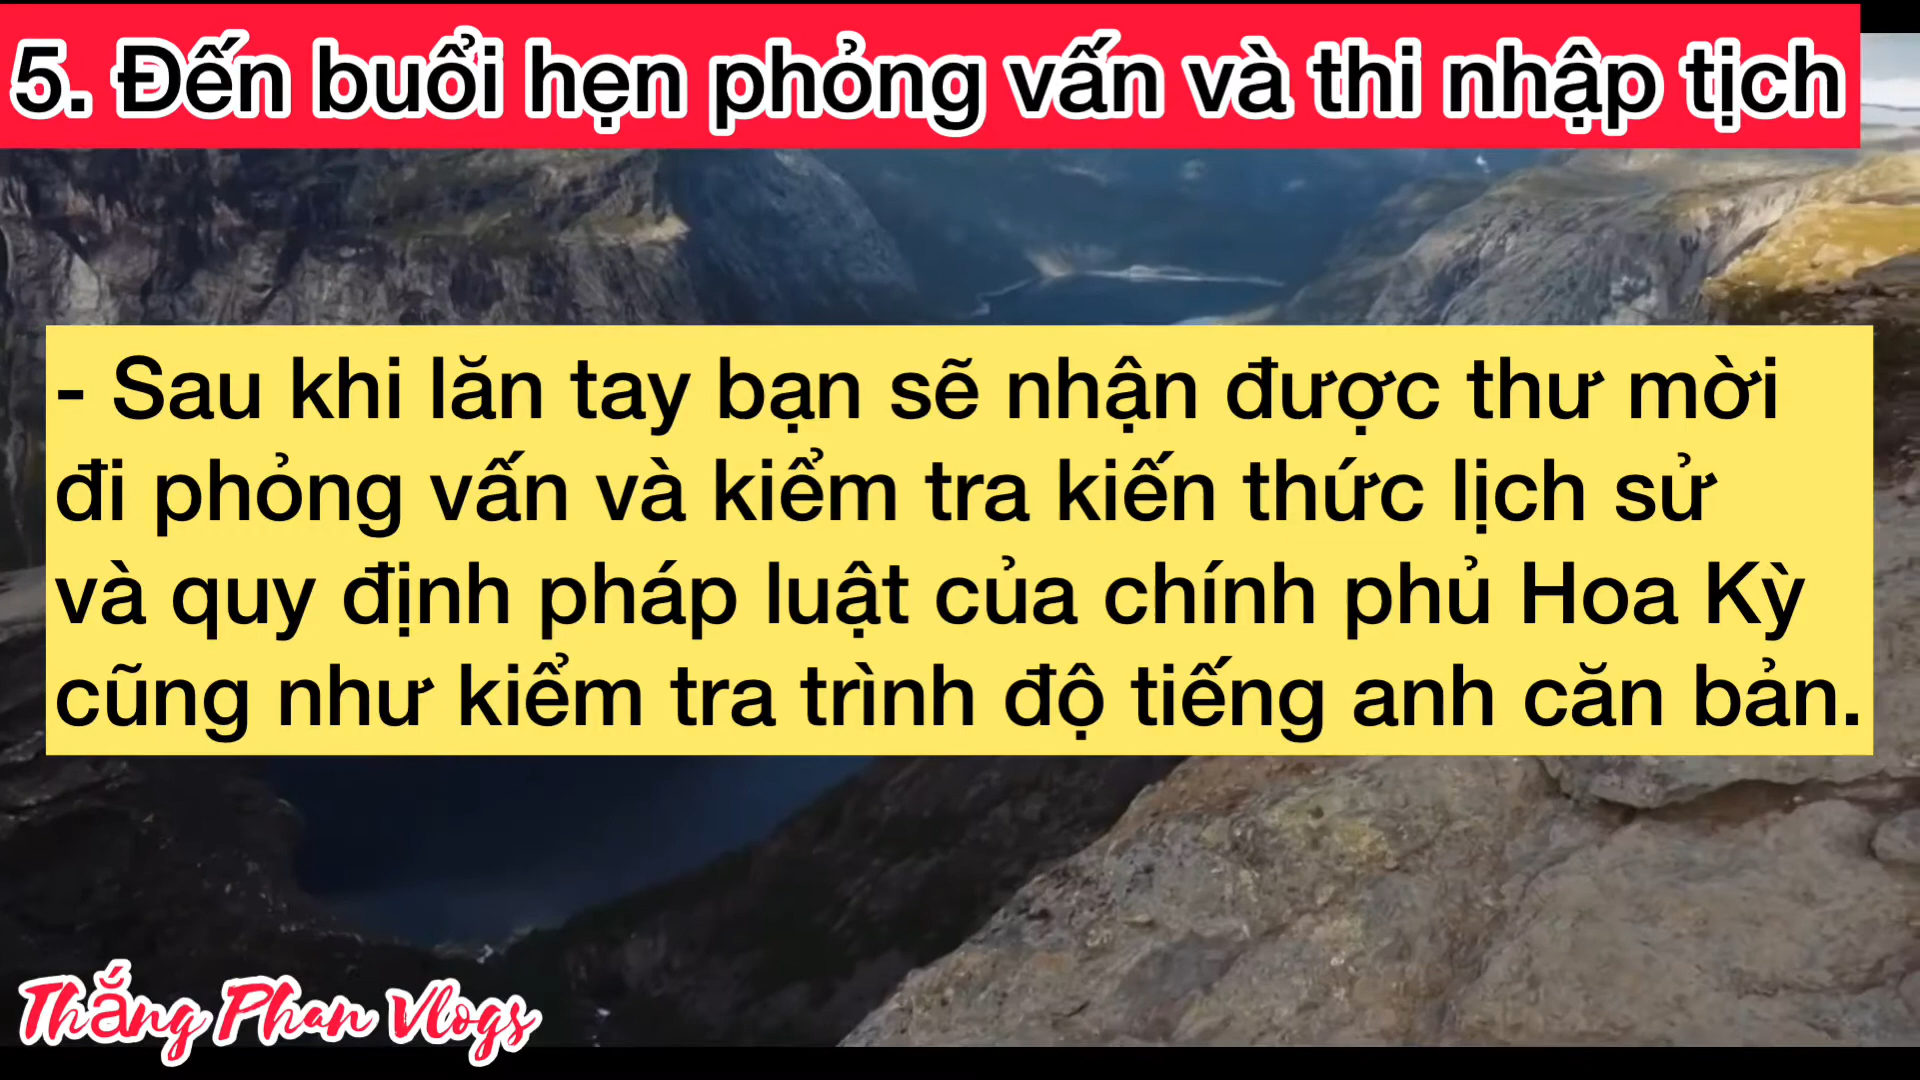 5. Đến buổi hẹn phỏng vấn và thi nhập tịch
- Sau khi lăn tay bạn sẽ nhận được thư mời
đi phỏng vấn và kiểm tra kiến thức lịch sử
và quy định pháp luật của chính phủ Hoa Kỳ
cũng như kiểm tra trình độ tiếng anh căn bản.
Thắng Phan Vlogs